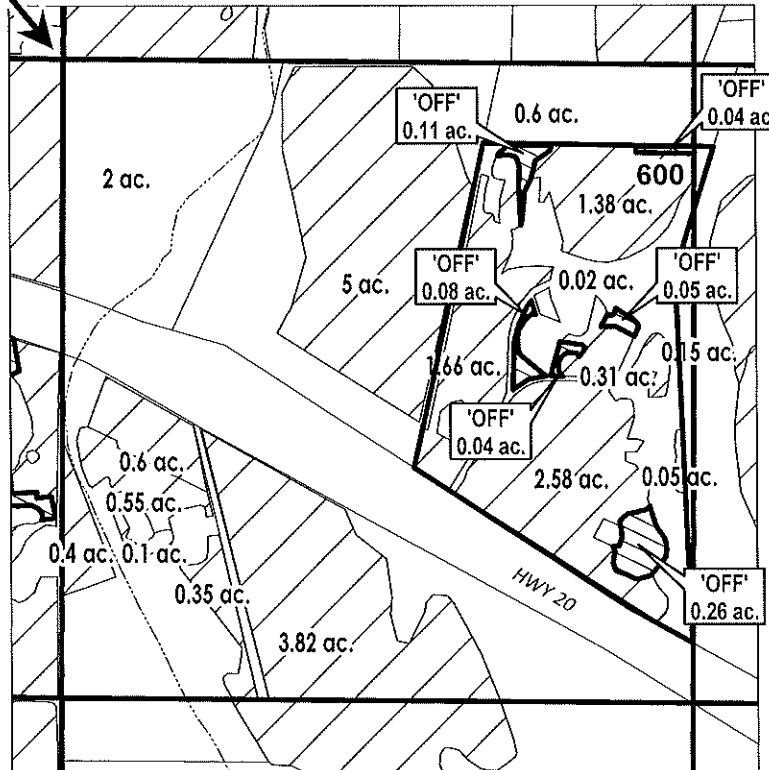 'OFF'
0.04 ac
'OFF'
0.11 ac.
0.6 ac.
600
2 ac.
1.38 ac.
5 ac.
'OFF'
0.08 ac.
0.02 ac.
'OFF'
0.05 ac.
1.66 ac.
0.15 ac.
0.31 ac.
'OFF'
0.04 ac.
0.6 ac.
0.55 ac.
2.58 ac.
0.05 ac.
0.4 ac.
0.1 ac.
0.35 ac.
HWY 20
'OFF'
0.26 ac.
3.82 ac.